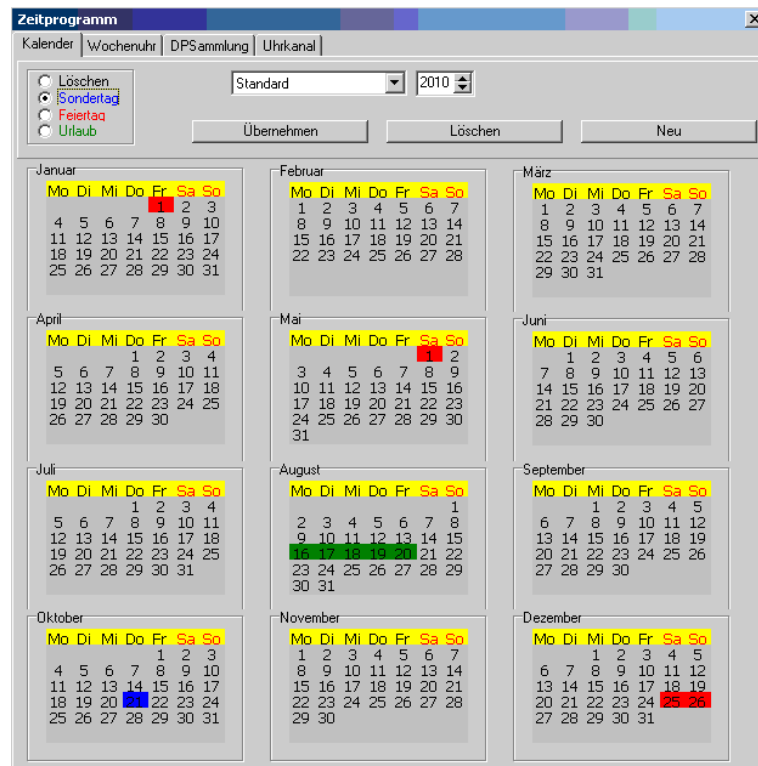 Zeitprogramm
Kalender Wochenuhr DPSammlung Uhrkanal
Löschen
Sondertag
Feiertag
Urlaub
Standard 2010
Übernehmen Löschen Neu
Januar
Mo Di Mi Do Fr Sa So
1 2 3
4 5 6 7 8 9 10
11 12 13 14 15 16 17
18 19 20 21 22 23 24
25 26 27 28 29 30 31
Februar
Mo Di Mi Do Fr Sa So
1 2 3 4 5 6 7
8 9 10 11 12 13 14
15 16 17 18 19 20 21
22 23 24 25 26 27 28
März
Mo Di Mi Do Fr Sa So
1 2 3 4 5 6 7
8 9 10 11 12 13 14
15 16 17 18 19 20 21
22 23 24 25 26 27 28
29 30 31
April
Mo Di Mi Do Fr Sa So
1 2 3 4
5 6 7 8 9 10 11
12 13 14 15 16 17 18
19 20 21 22 23 24 25
26 27 28 29 30
Mai
Mo Di Mi Do Fr Sa So
1 2
3 4 5 6 7 8 9
10 11 12 13 14 15 16
17 18 19 20 21 22 23
24 25 26 27 28 29 30
31
Juni
Mo Di Mi Do Fr Sa So
1 2 3 4 5 6
7 8 9 10 11 12 13
14 15 16 17 18 19 20
21 22 23 24 25 26 27
28 29 30
Juli
Mo Di Mi Do Fr Sa So
1 2 3 4
5 6 7 8 9 10 11
12 13 14 15 16 17 18
19 20 21 22 23 24 25
26 27 28 29 30 31
August
Mo Di Mi Do Fr Sa So
1
2 3 4 5 6 7 8
9 10 11 12 13 14 15
16 17 18 19 20 21 22
23 24 25 26 27 28 29
30 31
September
Mo Di Mi Do Fr Sa So
1 2 3 4 5
6 7 8 9 10 11 12
13 14 15 16 17 18 19
20 21 22 23 24 25 26
27 28 29 30
Oktober
Mo Di Mi Do Fr Sa So
1 2 3
4 5 6 7 8 9 10
11 12 13 14 15 16 17
18 19 20 21 22 23 24
25 26 27 28 29 30 31
November
Mo Di Mi Do Fr Sa So
1 2 3 4 5 6 7
8 9 10 11 12 13 14
15 16 17 18 19 20 21
22 23 24 25 26 27 28
29 30
Dezember
Mo Di Mi Do Fr Sa So
1 2 3 4 5
6 7 8 9 10 11 12
13 14 15 16 17 18 19
20 21 22 23 24 25 26
27 28 29 30 31